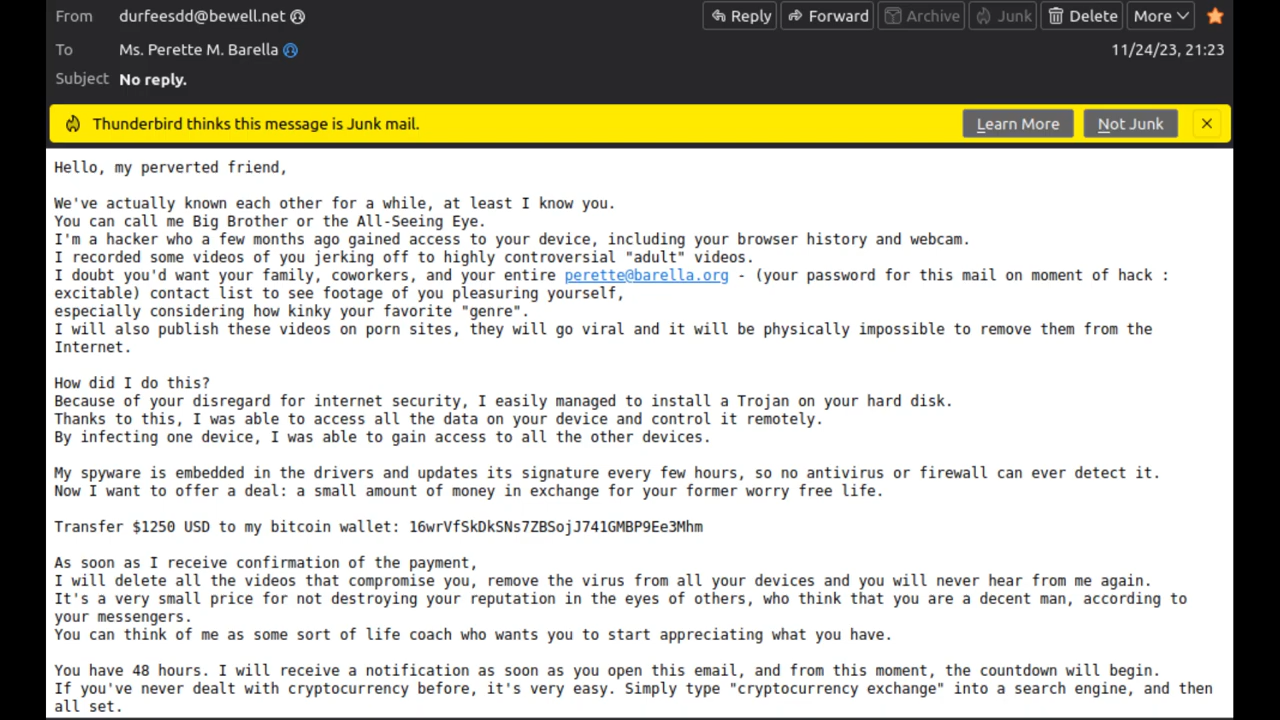 From durfeesdd@bewell.net Reply Forward Archive Junk Delete More
To Ms. Perette M. Barella 11/24/23, 21:23
Subject No reply.
Thunderbird thinks this message is Junk mail. Learn More Not Junk
Hello, my perverted friend,
We've actually known each other for a while, at least I know you.
You can call me Big Brother or the All-Seeing Eye.
I'm a hacker who a few months ago gained access to your device, including your browser history and webcam.
I recorded some videos of you jerking off to highly controversial "adult" videos.
I doubt you'd want your family, coworkers, and your entire perette@barella.org - (your password for this mail on moment of hack :
excitable) contact list to see footage of you pleasuring yourself,
especially considering how kinky your favorite "genre".
I will also publish these videos on porn sites, they will go viral and it will be physically impossible to remove them from the
Internet.
How did I do this?
Because of your disregard for internet security, I easily managed to install a Trojan on your hard disk.
Thanks to this, I was able to access all the data on your device and control it remotely.
By infecting one device, I was able to gain access to all the other devices.
My spyware is embedded in the drivers and updates its signature every few hours, so no antivirus or firewall can ever detect it.
Now I want to offer a deal: a small amount of money in exchange for your former worry free life.
Transfer $1250 USD to my bitcoin wallet: 16wrVfSkDkSNs7ZBSojJ741GMBP9Ee3Mhm
As soon as I receive confirmation of the payment,
I will delete all the videos that compromise you, remove the virus from all your devices and you will never hear from me again.
It's a very small price for not destroying your reputation in the eyes of others, who think that you are a decent man, according to
your messengers.
You can think of me as some sort of life coach who wants you to start appreciating what you have.
You have 48 hours. I will receive a notification as soon as you open this email, and from this moment, the countdown will begin.
If you've never dealt with cryptocurrency before, it's very easy. Simply type "cryptocurrency exchange" into a search engine, and then
all set.